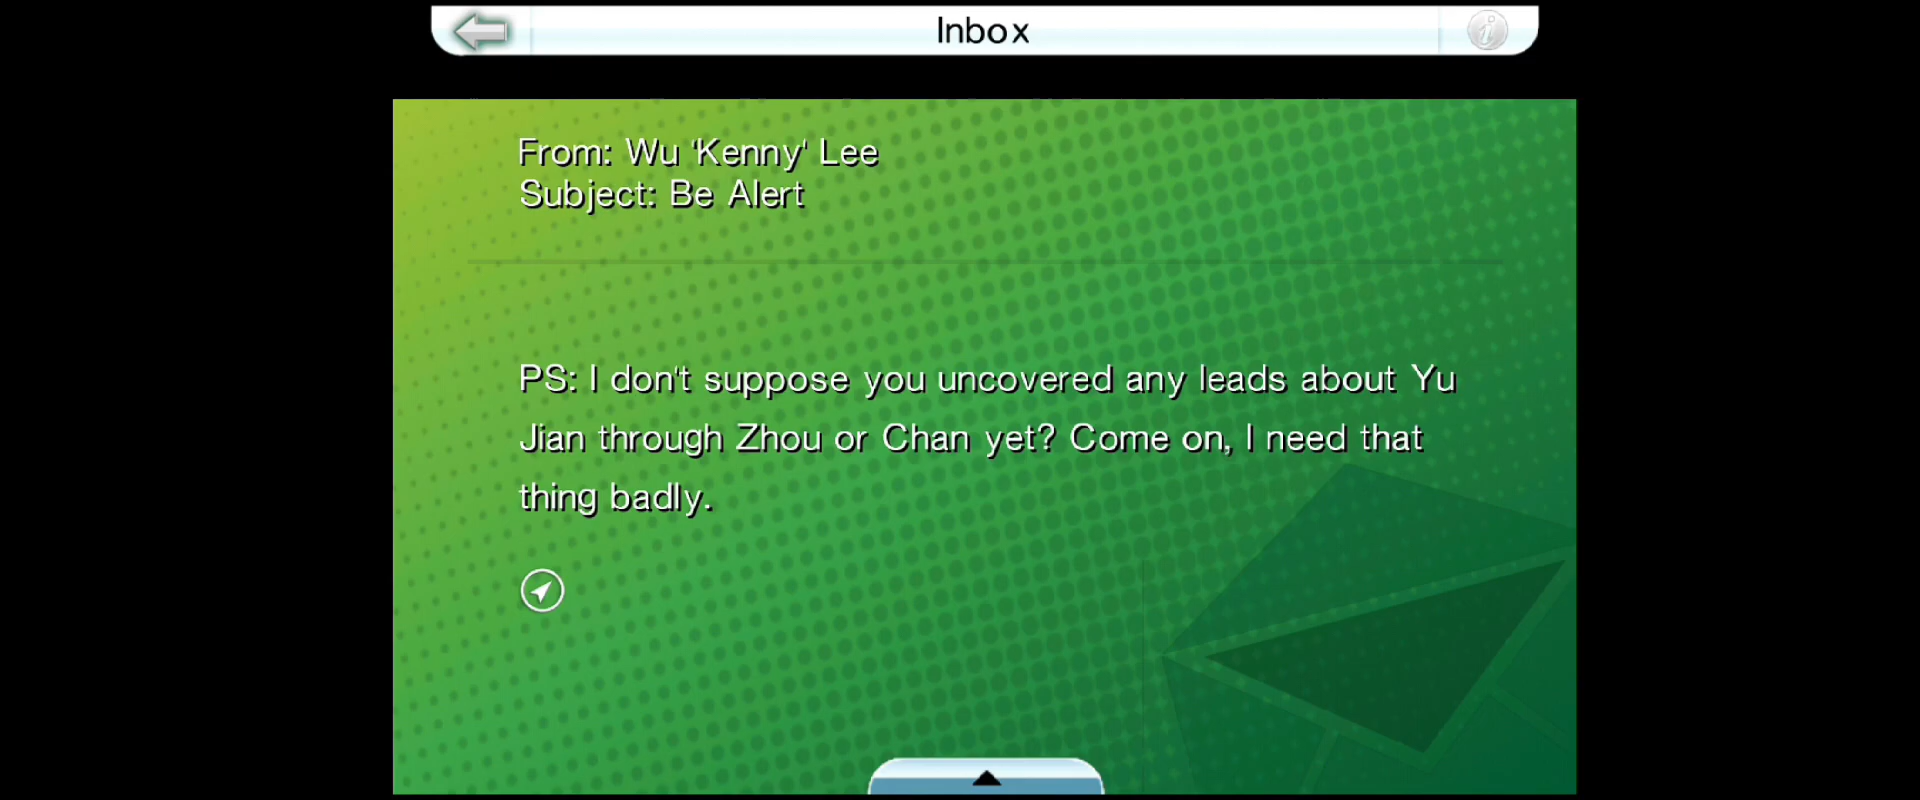 Inbox
From: Wu 'Kenny' Lee
Subject: Be Alert
PS: I don't suppose you uncovered any leads about Yu
Jian through Zhou or Chan yet? Come on, I need that
thing badly.